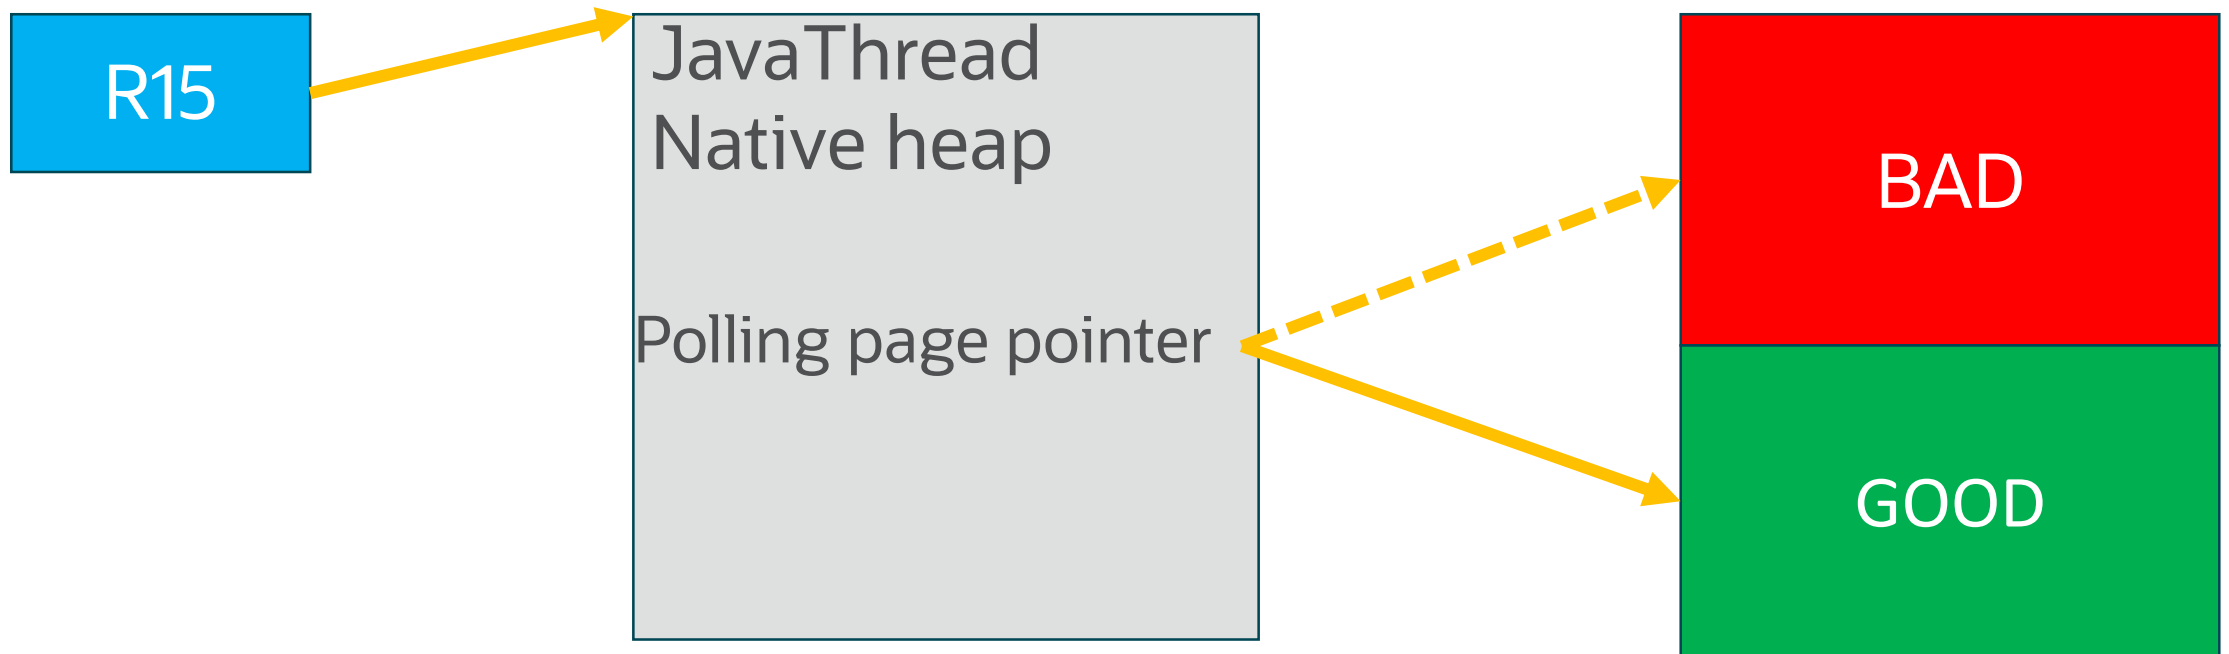 R15
JavaThread
Native heap
Polling page pointer
BAD
GOOD